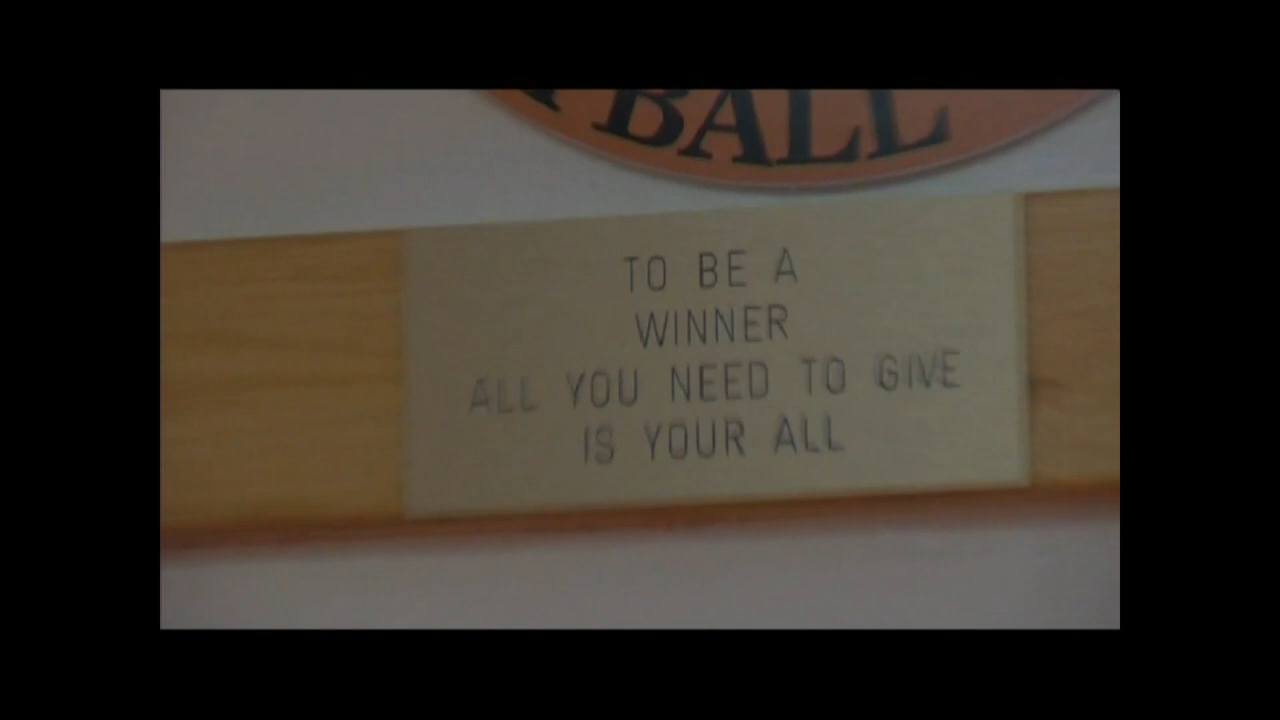 BALL
TO BE A
WINNER
ALL YOU NEED TO GIVE
IS YOUR ALL